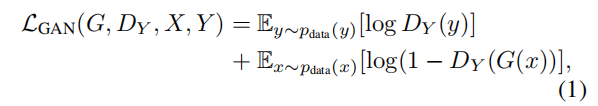 ℒ_GAN(G, D_Y, X, Y) = 𝔼_{y∼p_data(y)}[log D_Y(y)]
+ 𝔼_{x∼p_data(x)}[log(1 − D_Y(G(x))],
(1)